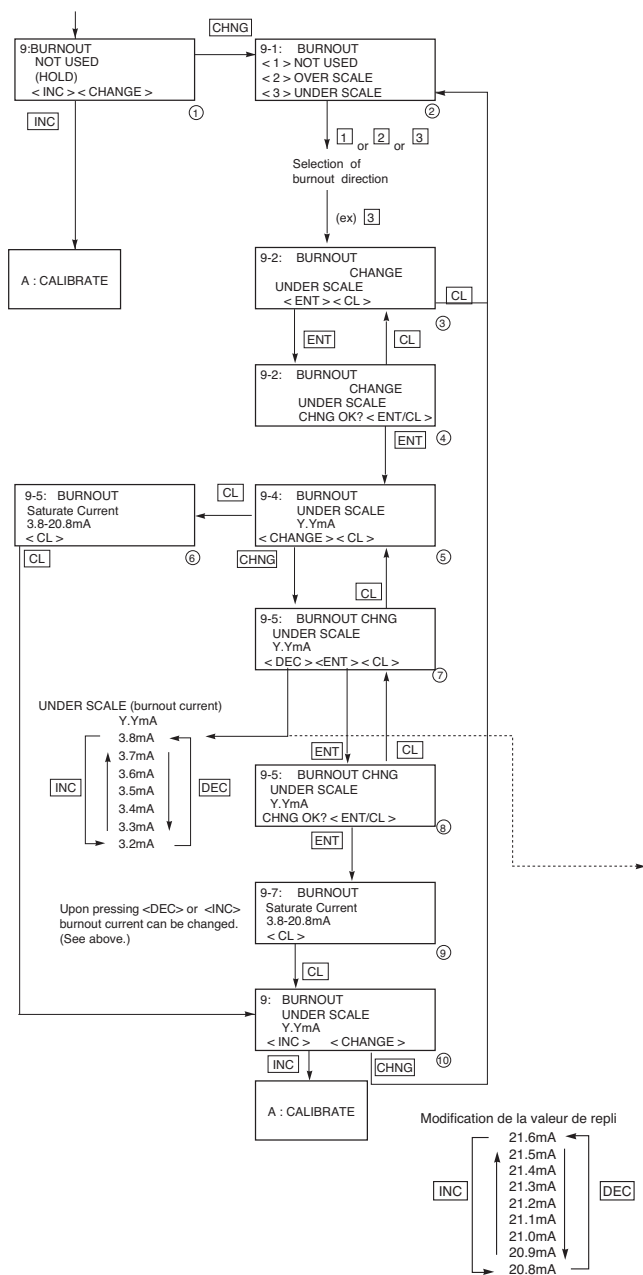 CHNG
9:BURNOUT
NOT USED
(HOLD)
< INC >< CHANGE >
①
INC
9-1: BURNOUT
< 1 > NOT USED
< 2 > OVER SCALE
< 3 > UNDER SCALE
②
1 or 2 or 3
Selection of
burnout direction
(ex) 3
A : CALIBRATE
9-2: BURNOUT
CHANGE
UNDER SCALE
< ENT > < CL >
③
CL
ENT
CL
9-2: BURNOUT
CHANGE
UNDER SCALE
CHNG OK? < ENT/CL >
④
ENT
9-5: BURNOUT
Saturate Current
3.8-20.8mA
< CL >
⑥
CL
CL
9-4: BURNOUT
UNDER SCALE
Y.YmA
< CHANGE > < CL >
⑤
CHNG
CL
9-5: BURNOUT CHNG
UNDER SCALE
Y.YmA
< DEC > <ENT > < CL >
⑦
UNDER SCALE (burnout current)
Y.YmA
3.8mA
3.7mA
3.6mA
3.5mA
3.4mA
3.3mA
3.2mA
INC
DEC
ENT
CL
9-5: BURNOUT CHNG
UNDER SCALE
Y.YmA
CHNG OK? < ENT/CL >
⑧
ENT
Upon pressing <DEC> or <INC>
burnout current can be changed.
(See above.)
9-7: BURNOUT
Saturate Current
3.8-20.8mA
< CL >
⑨
CL
9: BURNOUT
UNDER SCALE
Y.YmA
< INC > < CHANGE >
⑩
INC
CHNG
A : CALIBRATE
Modification de la valeur de repli
21.6mA
21.5mA
21.4mA
21.3mA
21.2mA
21.1mA
21.0mA
20.9mA
20.8mA
INC
DEC